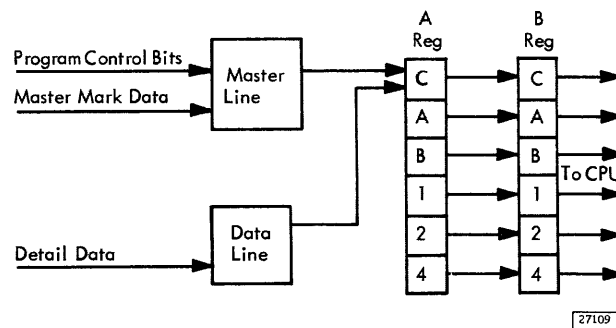 A
Reg
B
Reg
Program Control Bits
Master Mark Data
Master
Line
C
C
A
A
B
B
To CPU
1
1
Detail Data
Data
Line
2
2
4
4
27109